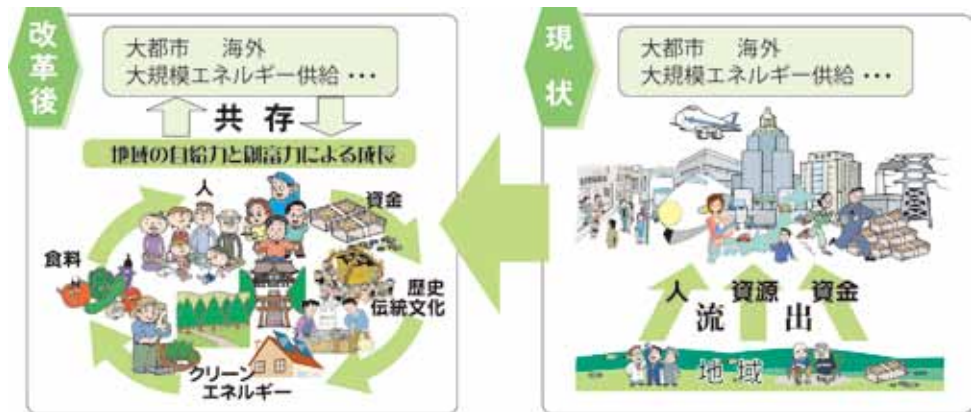 改革後
大都市 海外
大規模エネルギー供給 ・・・
共存
地域の自給力と創富力による成長
人
資金
食料
歴史
伝統文化
クリーン
エネルギー
現状
大都市 海外
大規模エネルギー供給 ・・・
人 資源 資金
流出
地域